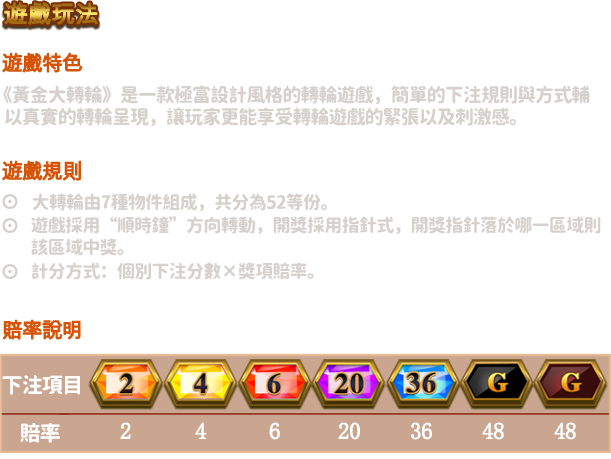 遊戲玩法
遊戲特色
《黃金大轉輪》是一款極富設計風格的轉輪遊戲，簡單的下注規則與方式輔
以真實的轉輪呈現，讓玩家更能享受轉輪遊戲的緊張以及刺激感。
遊戲規則
⊙ 大轉輪由7種物件組成，共分為52等份。
⊙ 遊戲採用“順時鐘”方向轉動，開獎採用指針式，開獎指針落於哪一區域則
該區域中獎。
⊙ 計分方式：個別下注分數×獎項賠率。
賠率說明
下注項目 2 4 6 20 36 G G
賠率 2 4 6 20 36 48 48